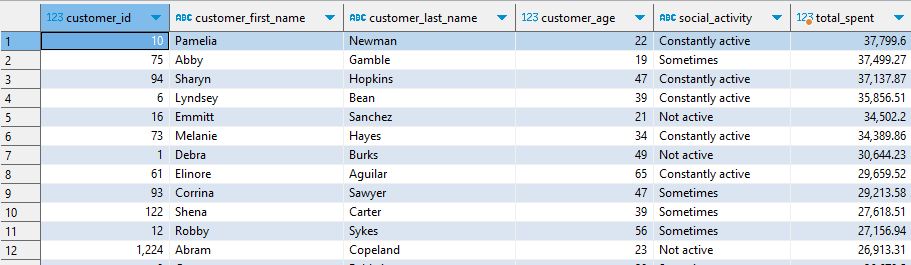 123 customer_id ABC customer_first_name ABC customer_last_name 123 customer_age ABC social_activity 123 total_spent
1 10 Pamelia Newman 22 Constantly active 37,799.6
2 75 Abby Gamble 19 Sometimes 37,499.27
3 94 Sharyn Hopkins 47 Constantly active 37,137.87
4 6 Lyndsey Bean 39 Constantly active 35,856.51
5 16 Emmitt Sanchez 21 Not active 34,502.2
6 73 Melanie Hayes 34 Constantly active 34,389.86
7 1 Debra Burks 49 Not active 30,644.23
8 61 Elinore Aguilar 65 Constantly active 29,659.52
9 93 Corrina Sawyer 47 Sometimes 29,213.58
10 122 Shena Carter 39 Sometimes 27,618.51
11 12 Robby Sykes 56 Sometimes 27,156.94
12 1,224 Abram Copeland 23 Not active 26,913.31